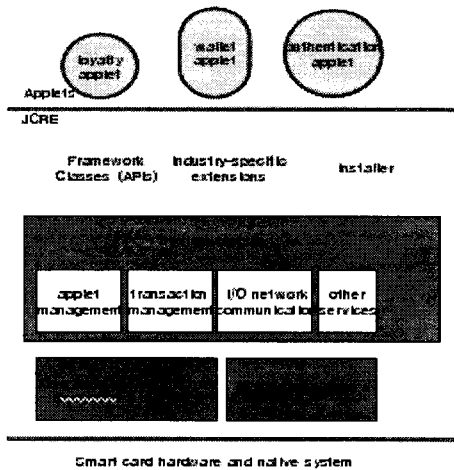 loyalty
applet
wallet
applet
authentication
applet
Applets
JCRE
Framework
Classes (APIs)
Industry-specific
extensions
Installer
applet
management
transaction
management
I/O network
communication
other
services
Smart card hardware and native system